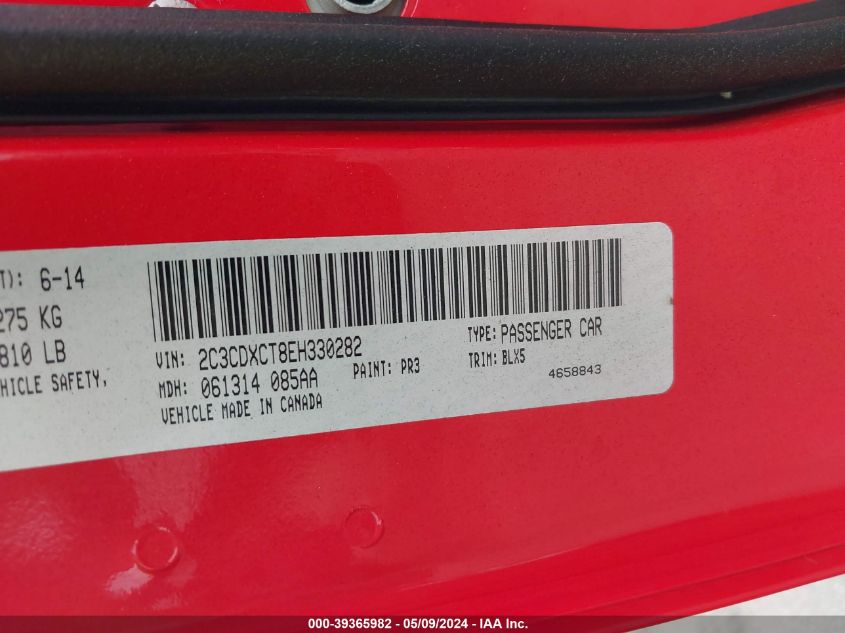 T): 6-14
275 KG
810 LB
HICLE SAFETY,
VIN: 2C3CDXCT8EH330282
TYPE: PASSENGER CAR
MDH: 061314 085AA
PAINT: PR3
TRIM: BLX5
VEHICLE MADE IN CANADA
4658843
000-39365982 - 05/09/2024 - IAA Inc.